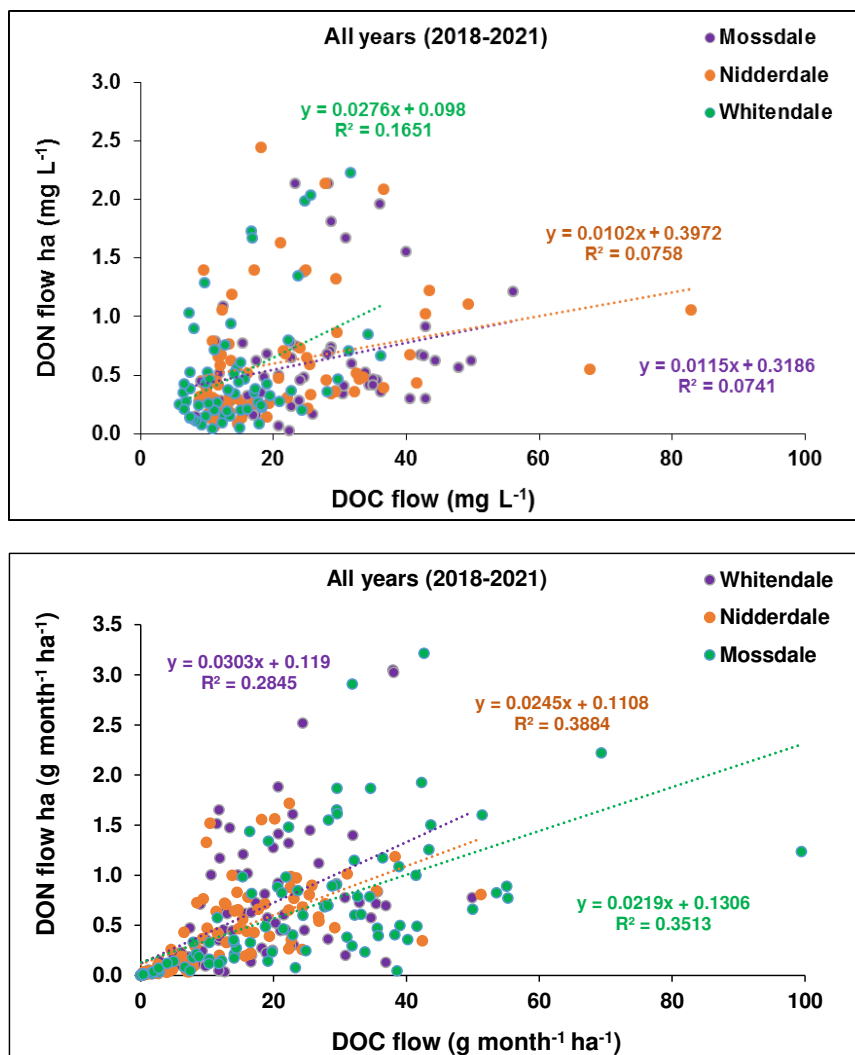 All years (2018-2021)
Mossdale
Nidderdale
Whitendale
3.0
2.5
2.0
1.5
1.0
0.5
0.0
DON flow ha (mg L⁻¹)
y = 0.0276x + 0.098
R² = 0.1651
y = 0.0102x + 0.3972
R² = 0.0758
y = 0.0115x + 0.3186
R² = 0.0741
0 20 40 60 80 100
DOC flow (mg L⁻¹)
All years (2018-2021)
Whitendale
Nidderdale
Mossdale
3.5
3.0
2.5
2.0
1.5
1.0
0.5
0.0
DON flow ha (g month⁻¹ ha⁻¹)
y = 0.0303x + 0.119
R² = 0.2845
y = 0.0245x + 0.1108
R² = 0.3884
y = 0.0219x + 0.1306
R² = 0.3513
0 20 40 60 80 100
DOC flow (g month⁻¹ ha⁻¹)